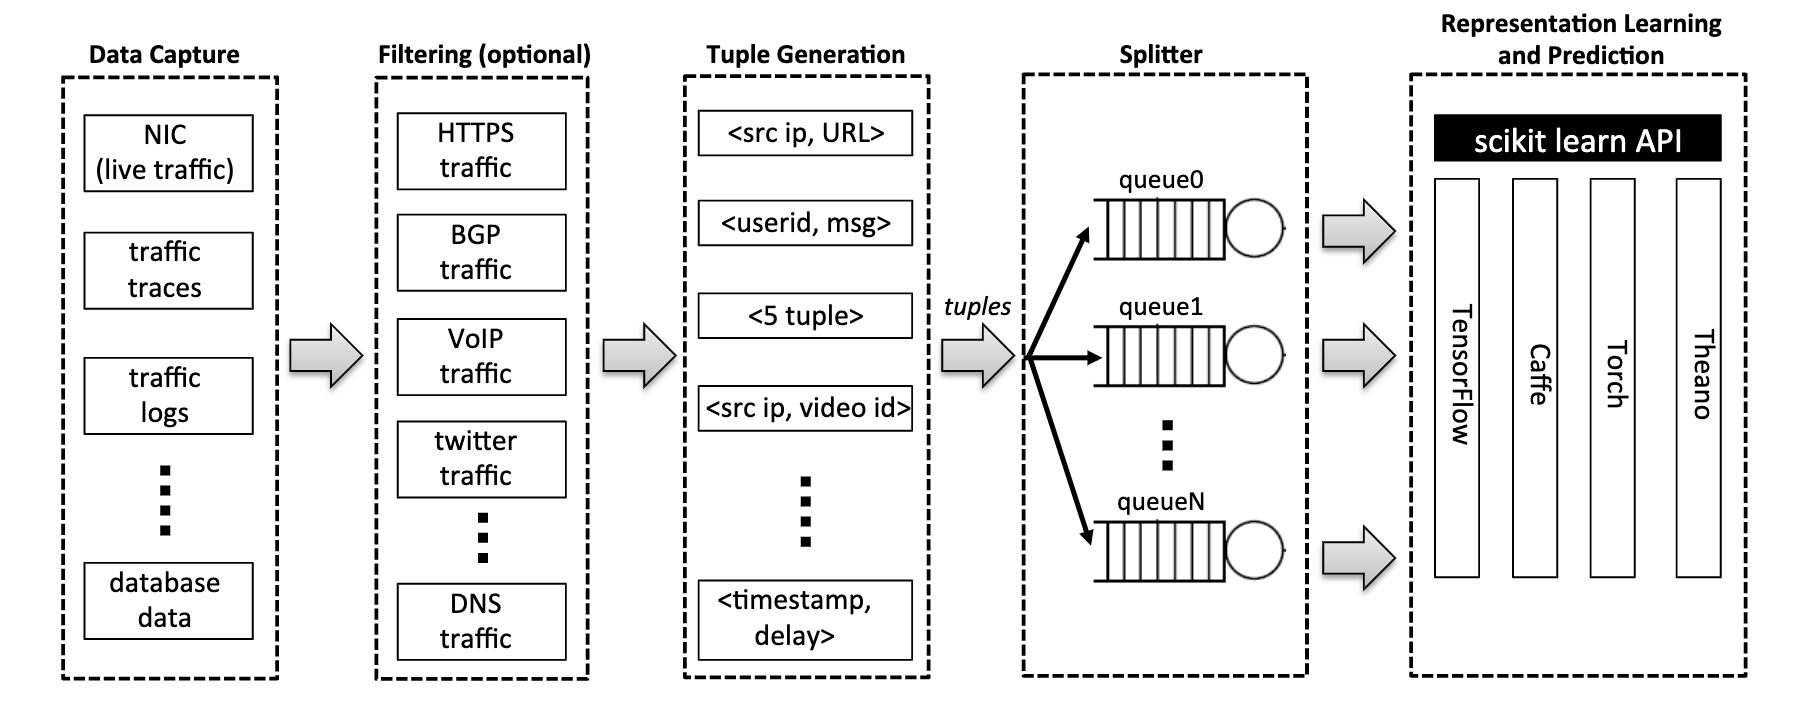 Data Capture
NIC
(live traffic)
traffic
traces
traffic
logs
database
data
Filtering (optional)
HTTPS
traffic
BGP
traffic
VoIP
traffic
twitter
traffic
DNS
traffic
Tuple Generation
<src ip, URL>
<userid, msg>
<5 tuple>
<src ip, video id>
<timestamp,
delay>
tuples
Splitter
queue0
queue1
queueN
Representation Learning
and Prediction
scikit learn API
TensorFlow
Caffe
Torch
Theano